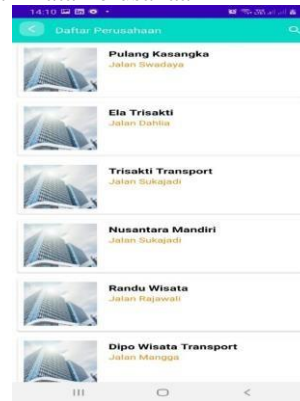 14:10
Daftar Perusahaan
Pulang Kasangka
Jalan Swadaya
Ela Trisakti
Jalan Dahlia
Trisakti Transport
Jalan Sukajadi
Nusantara Mandiri
Jalan Sukajadi
Randu Wisata
Jalan Rajawali
Dipo Wisata Transport
Jalan Mangga